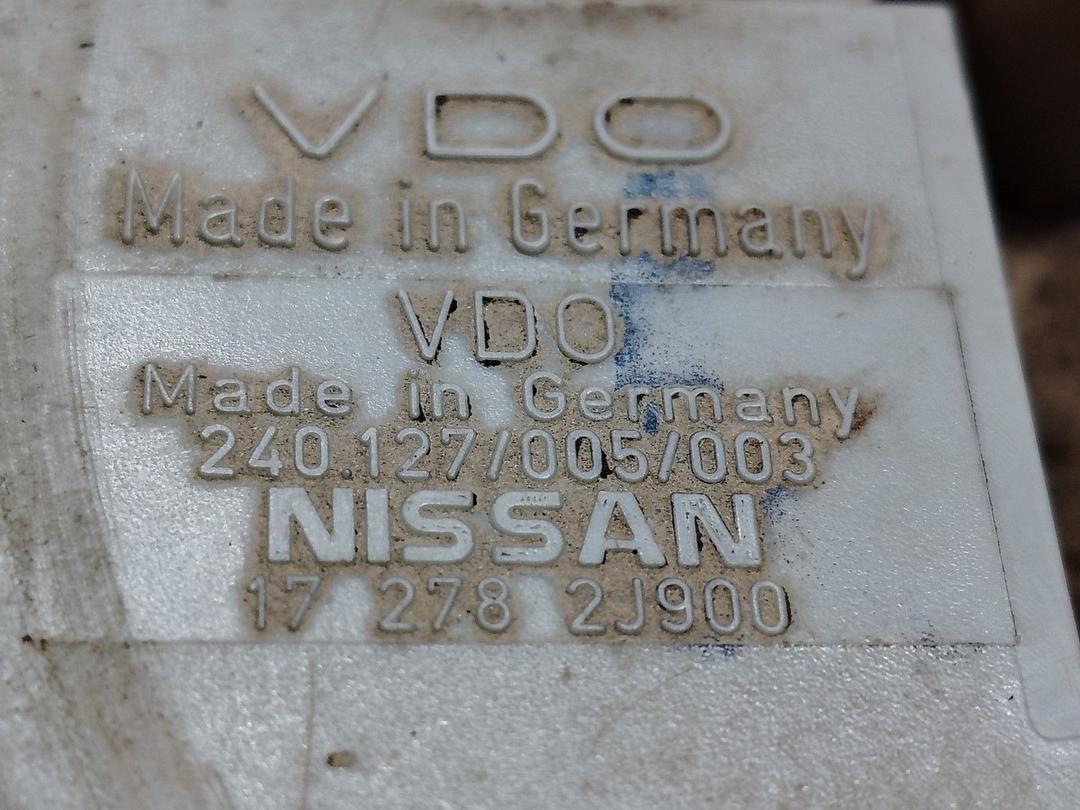 VDO
Made in Germany
VDO
Made in Germany
240.127/005/003
NISSAN
17 278 2J900